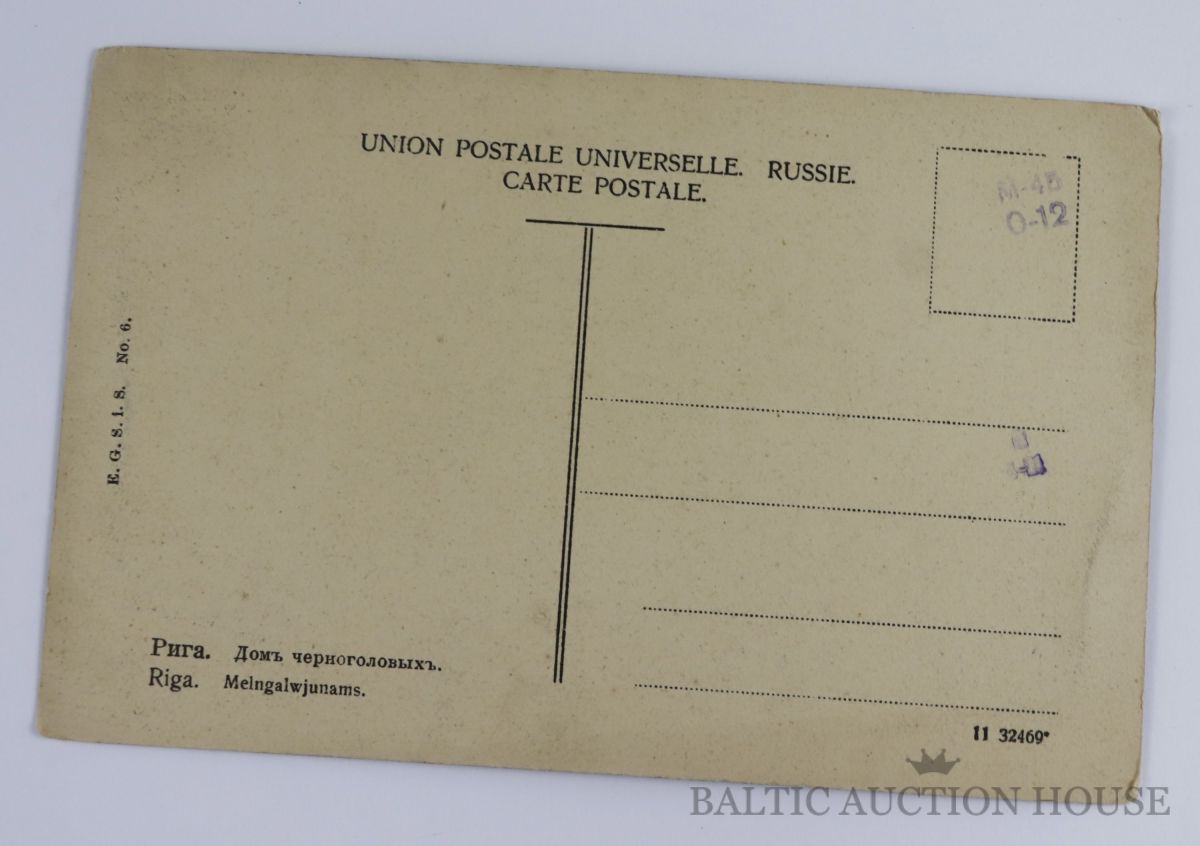 UNION POSTALE UNIVERSELLE. RUSSIE.
CARTE POSTALE.
М-45
О-12
E. G. S. i. S. No. 6.
Рига. Домъ черноголовыхъ.
Riga. Melngalwjunams.
11 32469*
BALTIC AUCTION HOUSE